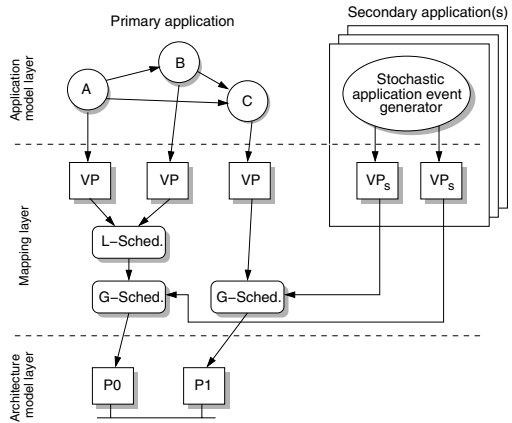 Primary application
Secondary application(s)
Application
model layer
A
B
C
Stochastic
application event
generator
Mapping layer
VP
VP
VP
VPs
VPs
L-Sched.
G-Sched.
G-Sched.
Architecture
model layer
P0
P1